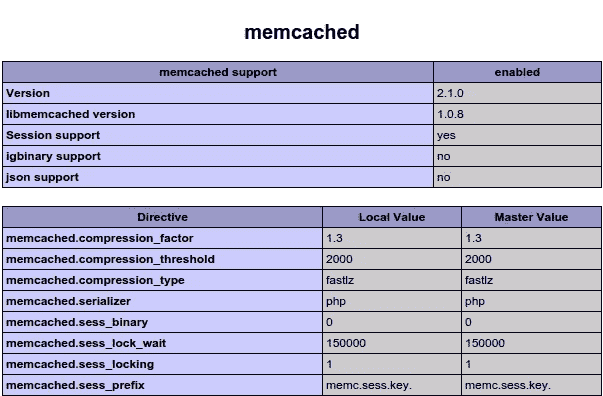 memcached
memcached support enabled
Version 2.1.0
libmemcached version 1.0.8
Session support yes
igbinary support no
json support no
Directive Local Value Master Value
memcached.compression_factor 1.3 1.3
memcached.compression_threshold 2000 2000
memcached.compression_type fastlz fastlz
memcached.serializer php php
memcached.sess_binary 0 0
memcached.sess_lock_wait 150000 150000
memcached.sess_locking 1 1
memcached.sess_prefix memc.sess.key. memc.sess.key.